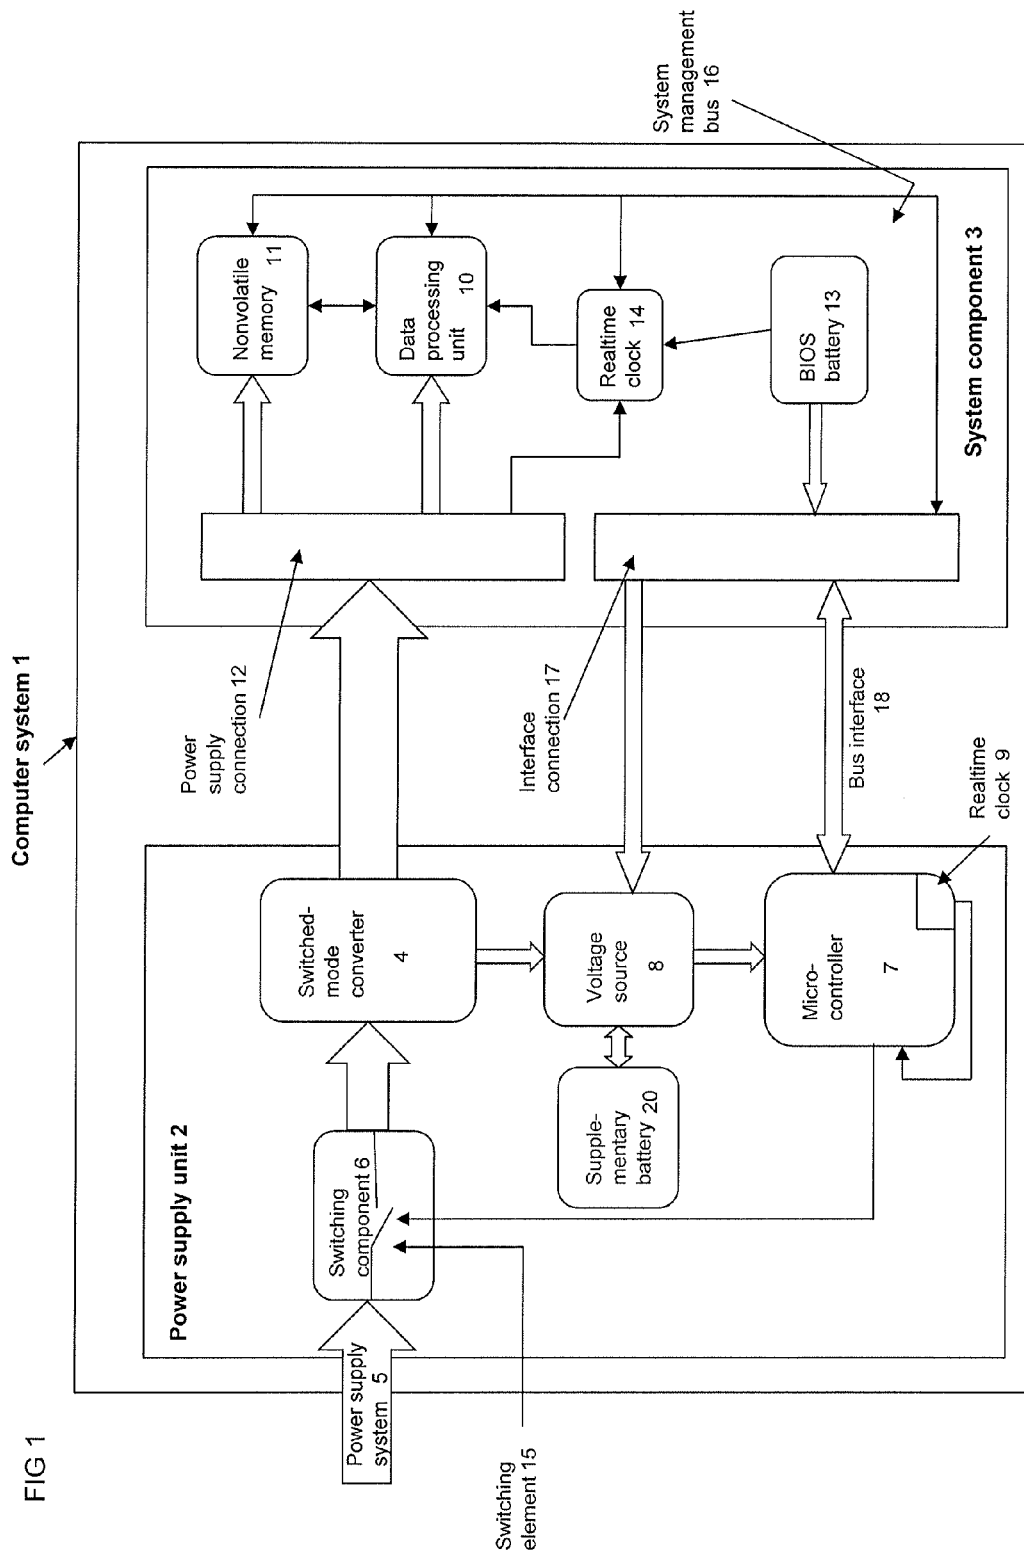 FIG 1
Computer system 1
Power supply unit 2
Power supply
system 5
Switching
element 15
Switching
component 6
Switched-
mode
converter
4
Supple-
mentary
battery 20
Voltage
source
8
Micro-
controller
7
Realtime
clock 9
Power
supply
connection 12
Interface
connection 17
Bus interface
18
System component 3
Nonvolatile
memory
11
Data
processing
unit
10
Realtime
clock 14
BIOS
battery 13
System
management
bus 16